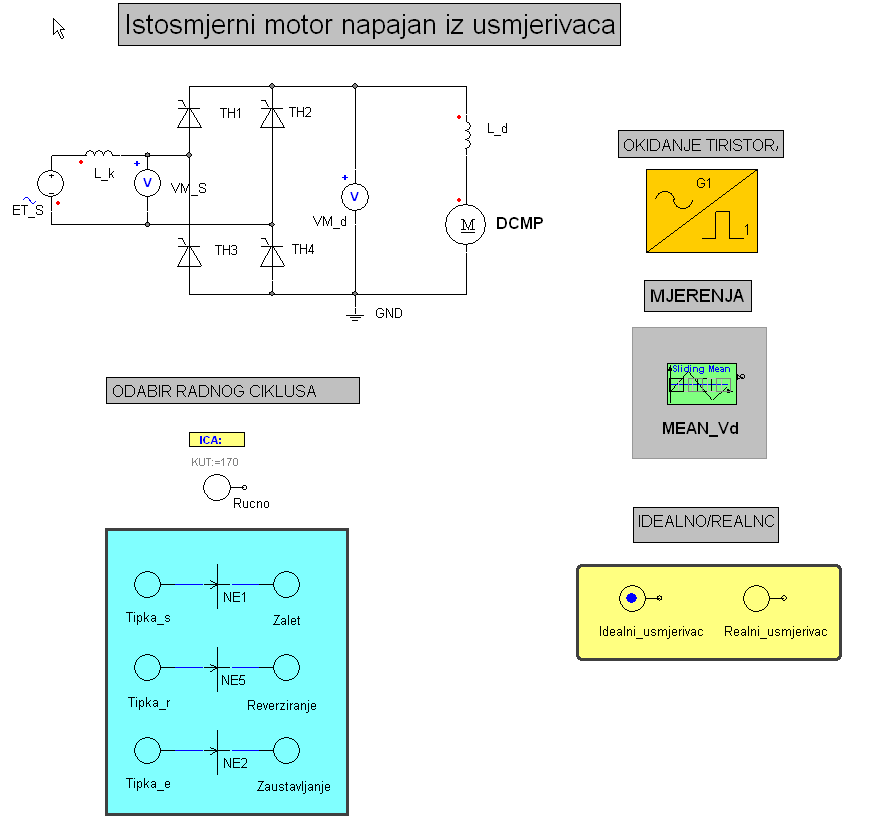 Istosmjerni motor napajan iz usmjerivaca
TH1
TH2
L_k
V
VM_S
ET_S
V
VM_d
TH3
TH4
GND
L_d
M
DCMP
OKIDANJE TIRISTORA
G1
1
MJERENJA
Sliding Mean
MEAN_Vd
ODABIR RADNOG CIKLUSA
ICA:
KUT:=170
Rucno
Tipka_s
NE1
Zalet
Tipka_r
NE5
Reverziranje
Tipka_e
NE2
Zaustavljanje
IDEALNO/REALNO
Idealni_usmjerivac
Realni_usmjerivac